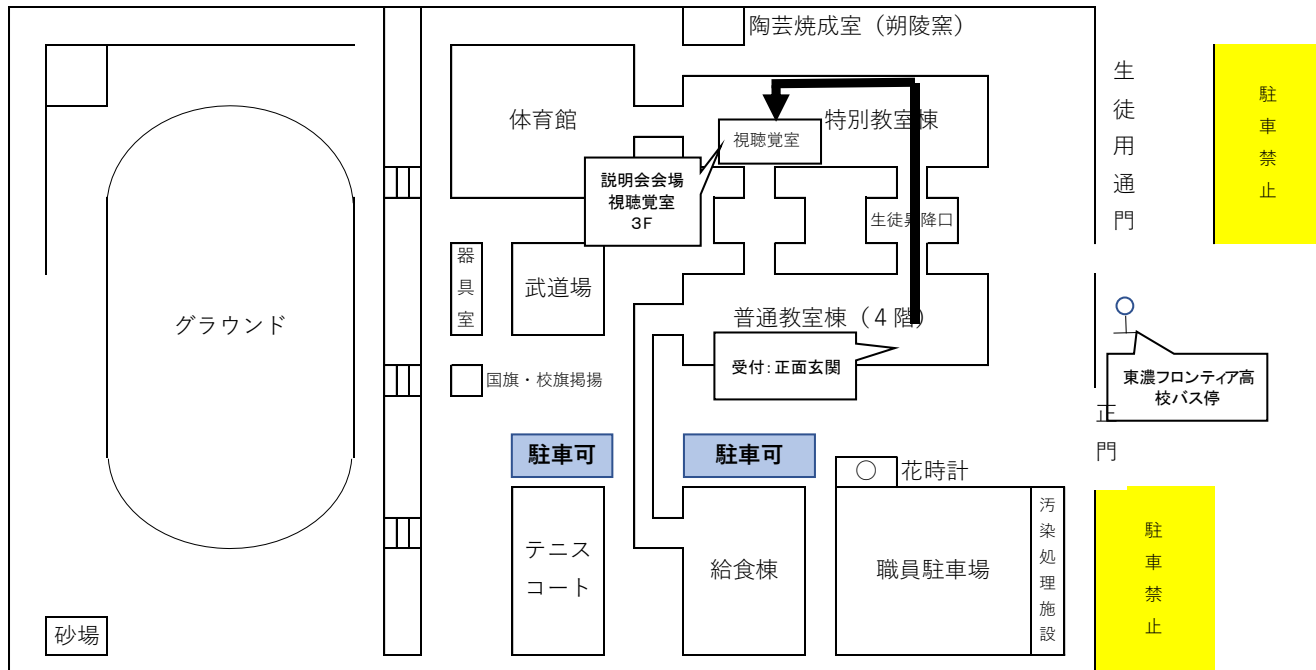 陶芸焼成室（朔陵窯）
体育館
特別教室棟
視聴覚室
説明会会場
視聴覚室
3F
生徒昇降口
生徒用通門
駐車禁止
器具室
武道場
グラウンド
普通教室棟（4階）
受付：正面玄関
国旗・校旗掲揚
東濃フロンティア高
校バス停
正門
駐車可
駐車可
花時計
テニス
コート
給食棟
職員駐車場
汚染処理施設
駐車禁止
砂場